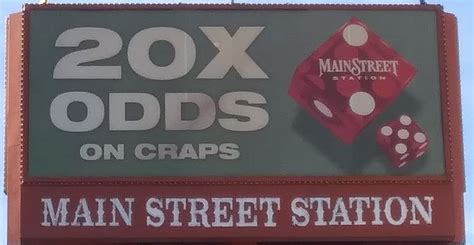 20X
ODDS
ON CRAPS
MAINSTREET
STATION
MAIN STREET STATION